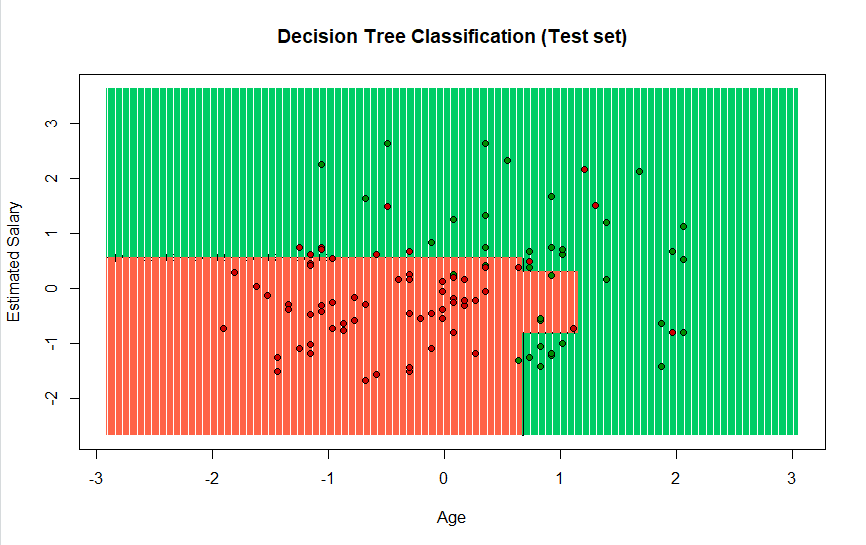 Decision Tree Classification (Test set)
Estimated Salary
3
2
1
0
-1
-2
-3 -2 -1 0 1 2 3
Age